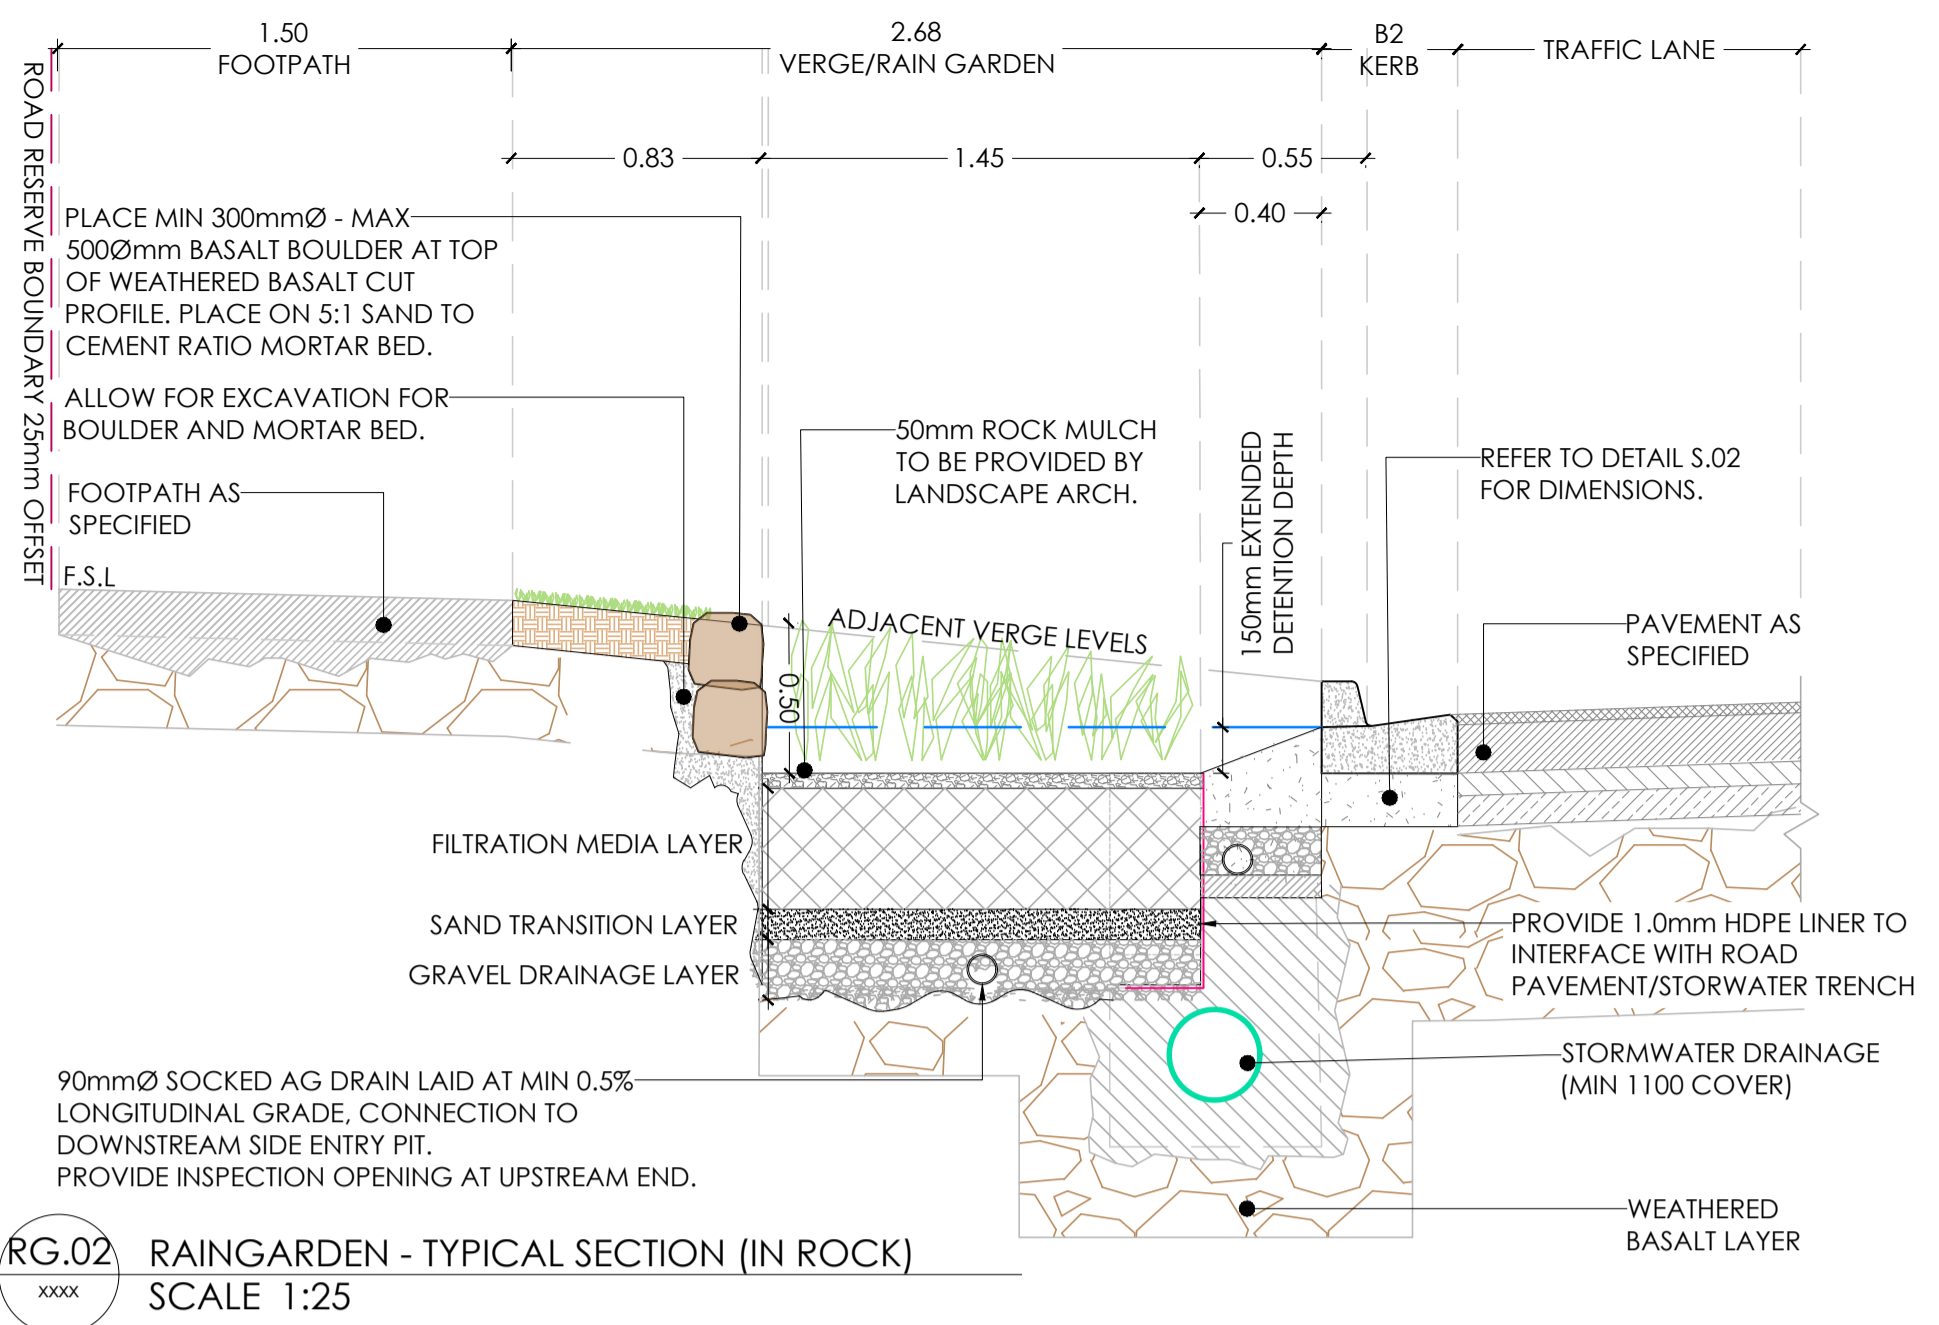 1.50
FOOTPATH
2.68
VERGE/RAIN GARDEN
B2
KERB
TRAFFIC LANE
0.83
1.45
0.55
0.40
ROAD RESERVE BOUNDARY 25mm OFFSET
PLACE MIN 300mmØ - MAX
500Ømm BASALT BOULDER AT TOP
OF WEATHERED BASALT CUT
PROFILE. PLACE ON 5:1 SAND TO
CEMENT RATIO MORTAR BED.
ALLOW FOR EXCAVATION FOR
BOULDER AND MORTAR BED.
FOOTPATH AS
SPECIFIED
F.S.L
50mm ROCK MULCH
TO BE PROVIDED BY
LANDSCAPE ARCH.
150mm EXTENDED
DETENTION DEPTH
REFER TO DETAIL S.02
FOR DIMENSIONS.
ADJACENT VERGE LEVELS
0.50
PAVEMENT AS
SPECIFIED
FILTRATION MEDIA LAYER
SAND TRANSITION LAYER
GRAVEL DRAINAGE LAYER
PROVIDE 1.0mm HDPE LINER TO
INTERFACE WITH ROAD
PAVEMENT/STORWATER TRENCH
STORMWATER DRAINAGE
(MIN 1100 COVER)
90mmØ SOCKED AG DRAIN LAID AT MIN 0.5%
LONGITUDINAL GRADE, CONNECTION TO
DOWNSTREAM SIDE ENTRY PIT.
PROVIDE INSPECTION OPENING AT UPSTREAM END.
WEATHERED
BASALT LAYER
RG.02
xxxx
RAINGARDEN - TYPICAL SECTION (IN ROCK)
SCALE 1:25